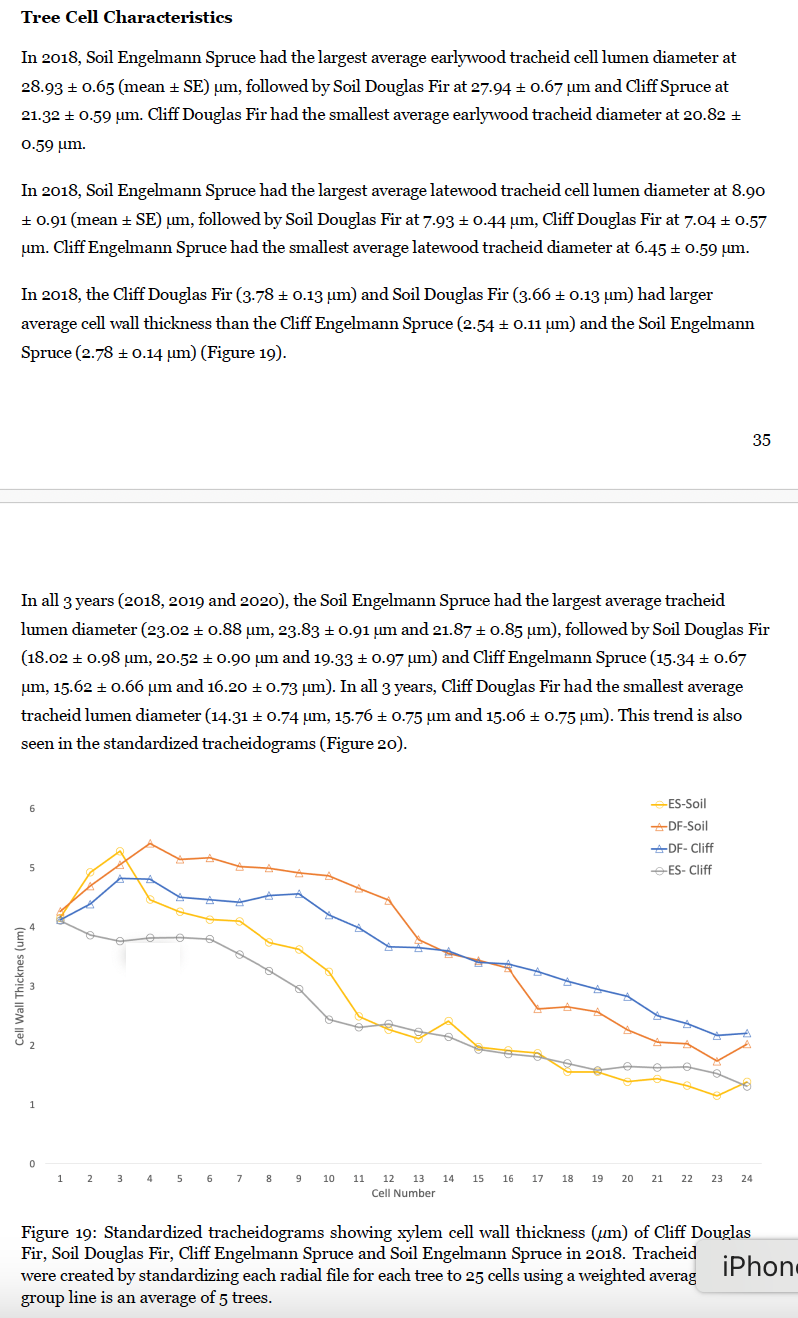 Tree Cell Characteristics
In 2018, Soil Engelmann Spruce had the largest average earlywood tracheid cell lumen diameter at
28.93 ± 0.65 (mean ± SE) µm, followed by Soil Douglas Fir at 27.94 ± 0.67 µm and Cliff Spruce at
21.32 ± 0.59 µm. Cliff Douglas Fir had the smallest average earlywood tracheid diameter at 20.82 ±
0.59 µm.
In 2018, Soil Engelmann Spruce had the largest average latewood tracheid cell lumen diameter at 8.90
± 0.91 (mean ± SE) µm, followed by Soil Douglas Fir at 7.93 ± 0.44 µm, Cliff Douglas Fir at 7.04 ± 0.57
µm. Cliff Engelmann Spruce had the smallest average latewood tracheid diameter at 6.45 ± 0.59 µm.
In 2018, the Cliff Douglas Fir (3.78 ± 0.13 µm) and Soil Douglas Fir (3.66 ± 0.13 µm) had larger
average cell wall thickness than the Cliff Engelmann Spruce (2.54 ± 0.11 µm) and the Soil Engelmann
Spruce (2.78 ± 0.14 µm) (Figure 19).
35
In all 3 years (2018, 2019 and 2020), the Soil Engelmann Spruce had the largest average tracheid
lumen diameter (23.02 ± 0.88 µm, 23.83 ± 0.91 µm and 21.87 ± 0.85 µm), followed by Soil Douglas Fir
(18.02 ± 0.98 µm, 20.52 ± 0.90 µm and 19.33 ± 0.97 µm) and Cliff Engelmann Spruce (15.34 ± 0.67
µm, 15.62 ± 0.66 µm and 16.20 ± 0.73 µm). In all 3 years, Cliff Douglas Fir had the smallest average
tracheid lumen diameter (14.31 ± 0.74 µm, 15.76 ± 0.75 µm and 15.06 ± 0.75 µm). This trend is also
seen in the standardized tracheidograms (Figure 20).
ES-Soil
DF-Soil
DF- Cliff
ES- Cliff
6
5
4
3
2
1
0
Cell Wall Thicknes (um)
1 2 3 4 5 6 7 8 9 10 11 12 13 14 15 16 17 18 19 20 21 22 23 24
Cell Number
Figure 19: Standardized tracheidograms showing xylem cell wall thickness (µm) of Cliff Douglas
Fir, Soil Douglas Fir, Cliff Engelmann Spruce and Soil Engelmann Spruce in 2018. Tracheid
were created by standardizing each radial file for each tree to 25 cells using a weighted averag
group line is an average of 5 trees.
iPhon